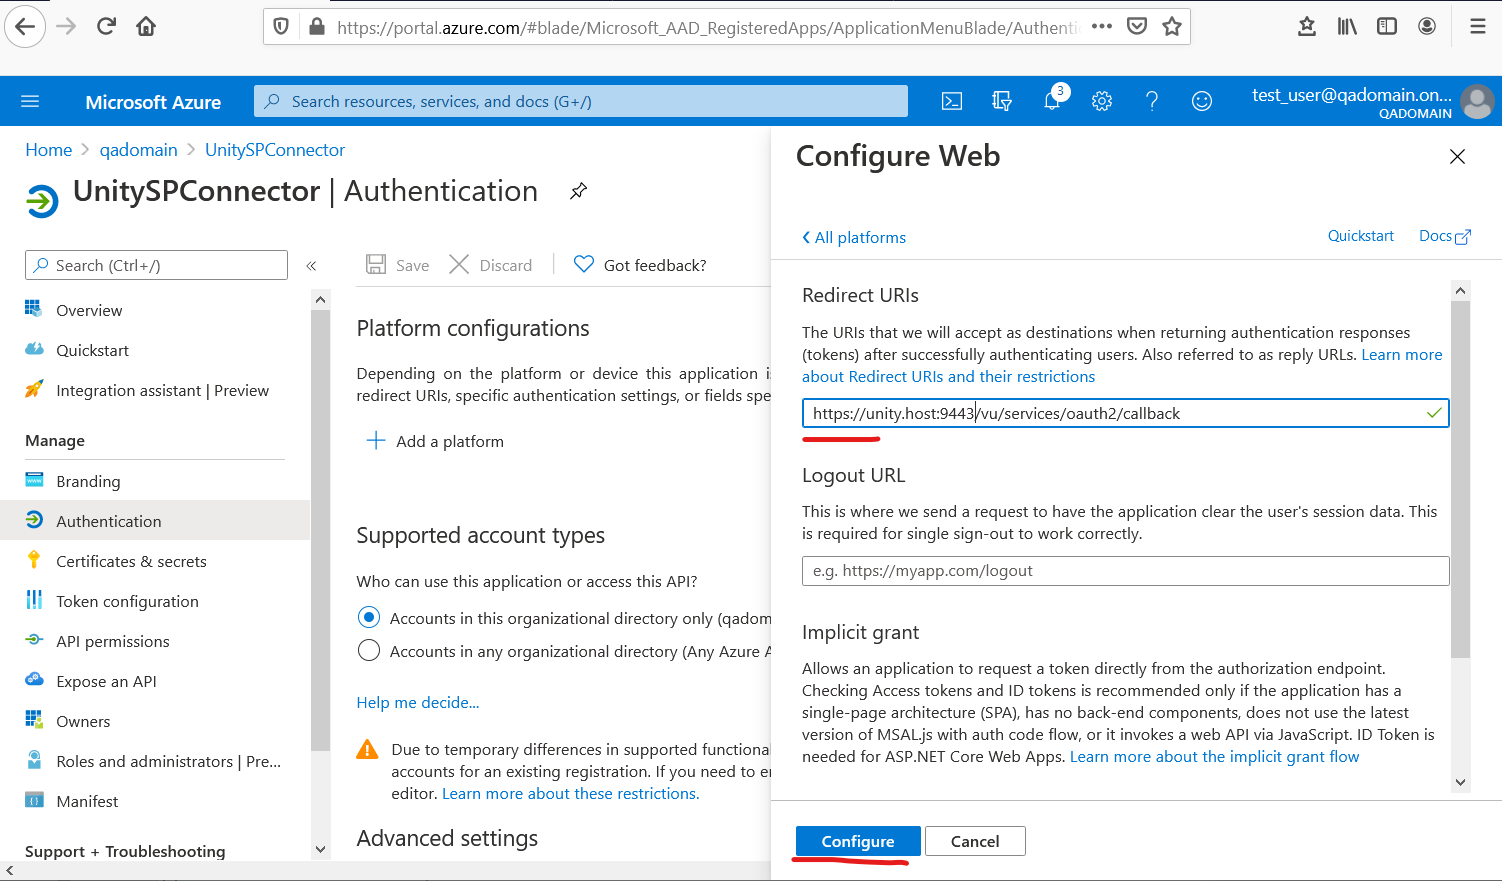 https://portal.azure.com/#blade/Microsoft_AAD_RegisteredApps/ApplicationMenuBlade/Authenti
Microsoft Azure
Search resources, services, and docs (G+/)
3
test_user@qadomain.on...
QADOMAIN
Home > qadomain > UnitySPConnector
UnitySPConnector | Authentication
Search (Ctrl+/)
Overview
Quickstart
Integration assistant | Preview
Manage
Branding
Authentication
Certificates & secrets
Token configuration
API permissions
Expose an API
Owners
Roles and administrators | Pre...
Manifest
Support + Troubleshooting
Save
Discard
Got feedback?
Platform configurations
Depending on the platform or device this application i
redirect URIs, specific authentication settings, or fields spe
Add a platform
Supported account types
Who can use this application or access this API?
Accounts in this organizational directory only (qadom
Accounts in any organizational directory (Any Azure A
Help me decide...
Due to temporary differences in supported functiona
accounts for an existing registration. If you need to e
editor. Learn more about these restrictions.
Advanced settings
Configure Web
All platforms
Quickstart
Docs
Redirect URIs
The URIs that we will accept as destinations when returning authentication responses
(tokens) after successfully authenticating users. Also referred to as reply URLs. Learn more
about Redirect URIs and their restrictions
https://unity.host:9443/vu/services/oauth2/callback
Logout URL
This is where we send a request to have the application clear the user's session data. This
is required for single sign-out to work correctly.
e.g. https://myapp.com/logout
Implicit grant
Allows an application to request a token directly from the authorization endpoint.
Checking Access tokens and ID tokens is recommended only if the application has a
single-page architecture (SPA), has no back-end components, does not use the latest
version of MSAL.js with auth code flow, or it invokes a web API via JavaScript. ID Token is
needed for ASP.NET Core Web Apps. Learn more about the implicit grant flow
Configure
Cancel